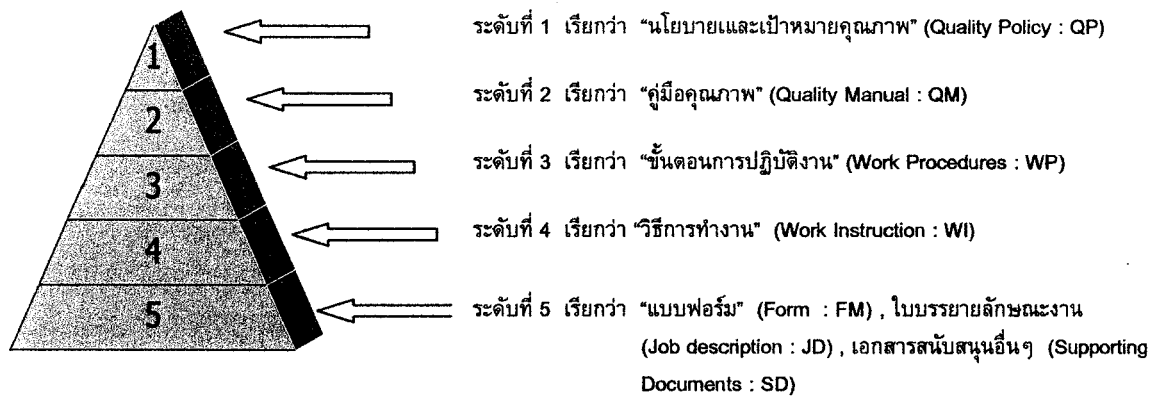 1
ระดับที่ 1 เรียกว่า “นโยบายและเป้าหมายคุณภาพ” (Quality Policy : QP)
2
ระดับที่ 2 เรียกว่า “คู่มือคุณภาพ” (Quality Manual : QM)
3
ระดับที่ 3 เรียกว่า “ขั้นตอนการปฏิบัติงาน” (Work Procedures : WP)
4
ระดับที่ 4 เรียกว่า “วิธีการทำงาน” (Work Instruction : WI)
5
ระดับที่ 5 เรียกว่า “แบบฟอร์ม” (Form : FM) , ใบบรรยายลักษณะงาน
(Job description : JD) , เอกสารสนับสนุนอื่นๆ (Supporting
Documents : SD)